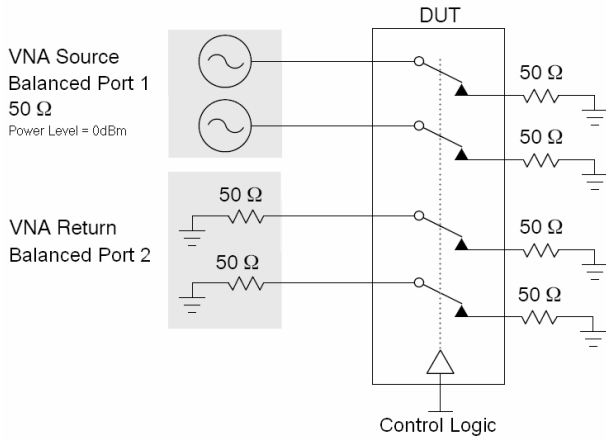 DUT
VNA Source
Balanced Port 1
50 Ω
Power Level = 0dBm
50 Ω
50 Ω
VNA Return
Balanced Port 2
50 Ω
50 Ω
50 Ω
50 Ω
Control Logic